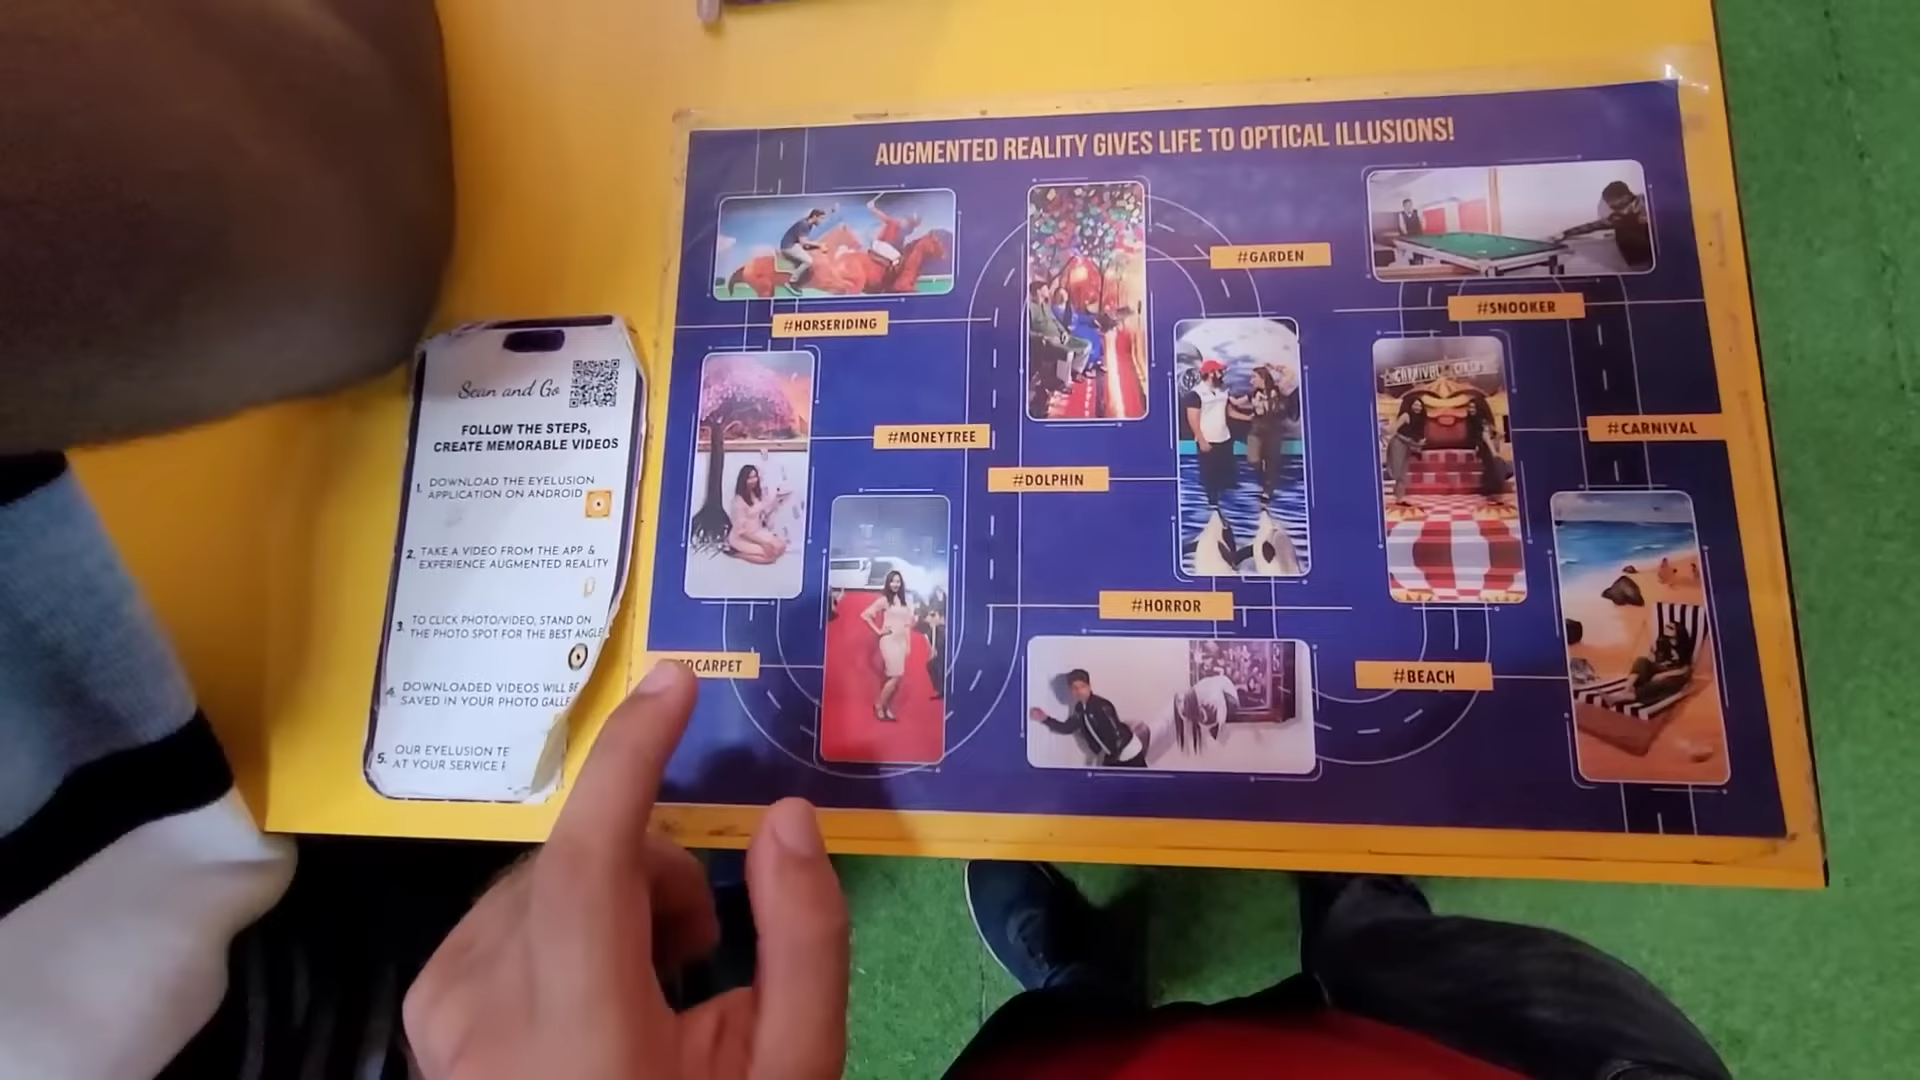 AUGMENTED REALITY GIVES LIFE TO OPTICAL ILLUSIONS!
#HORSERIDING
#GARDEN
#SNOOKER
#MONEYTREE
#DOLPHIN
CARNIVAL
#CARNIVAL
#HORROR
CARPET
#BEACH
Scan and Go
FOLLOW THE STEPS,
CREATE MEMORABLE VIDEOS
1. DOWNLOAD THE EYELUSION
APPLICATION ON ANDROID
2. TAKE A VIDEO FROM THE APP &
EXPERIENCE AUGMENTED REALITY
3. TO CLICK PHOTO/VIDEO, STAND ON
THE PHOTO SPOT FOR THE BEST ANGLE
4. DOWNLOADED VIDEOS WILL BE
SAVED IN YOUR PHOTO
5. OUR EYELUSION
AT YOUR SERVICE